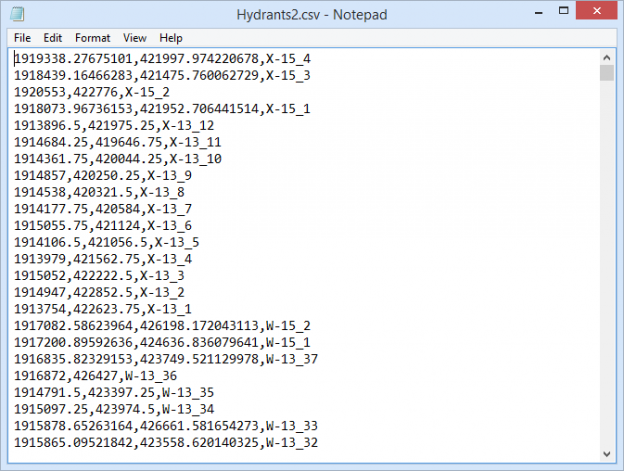 Hydrants2.csv - Notepad
File Edit Format View Help
1919338.27675101,421997.974220678,X-15_4
1918439.16466283,421475.760062729,X-15_3
1920553,422776,X-15_2
1918073.96736153,421952.706441514,X-15_1
1913896.5,421975.25,X-13_12
1914684.25,419646.75,X-13_11
1914361.75,420044.25,X-13_10
1914857,420250.25,X-13_9
1914538,420321.5,X-13_8
1914177.75,420584,X-13_7
1915055.75,421124,X-13_6
1914106.5,421056.5,X-13_5
1913979,421562.75,X-13_4
1915052,422222.5,X-13_3
1914947,422852.5,X-13_2
1913754,422623.75,X-13_1
1917082.58623964,426198.172043113,W-15_2
1917200.89592636,424636.836079641,W-15_1
1916835.82329153,423749.521129978,W-13_37
1916872,426427,W-13_36
1914791.5,423397.25,W-13_35
1915097.25,423974.5,W-13_34
1915878.65263164,426661.581654273,W-13_33
1915865.09521842,423558.620140325,W-13_32